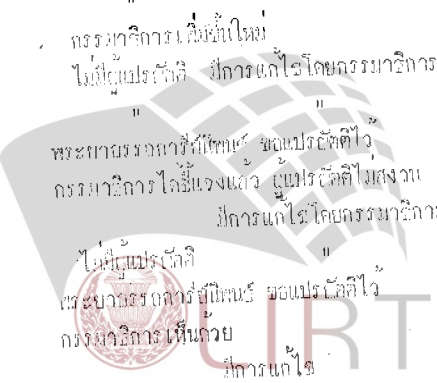 กรรมาธิการเพิ่มขึ้นใหม่
ไม่มีผู้แปรญัตติ มีการแก้ไขโดยกรรมาธิการ
" "
พระยาอรรถการีย์นิพนธ์ ขอแปรญัตติไว้
กรรมาธิการได้ชี้แจงแล้ว ผู้แปรญัตติไม่สงวน
มีการแก้ไขโดยกรรมาธิการ
ไม่มีผู้แปรญัตติ "
พระยาอรรถการีย์นิพนธ์ ขอแปรญัตติไว้
กรรมาธิการเห็นด้วย
มีการแก้ไข
LIRT